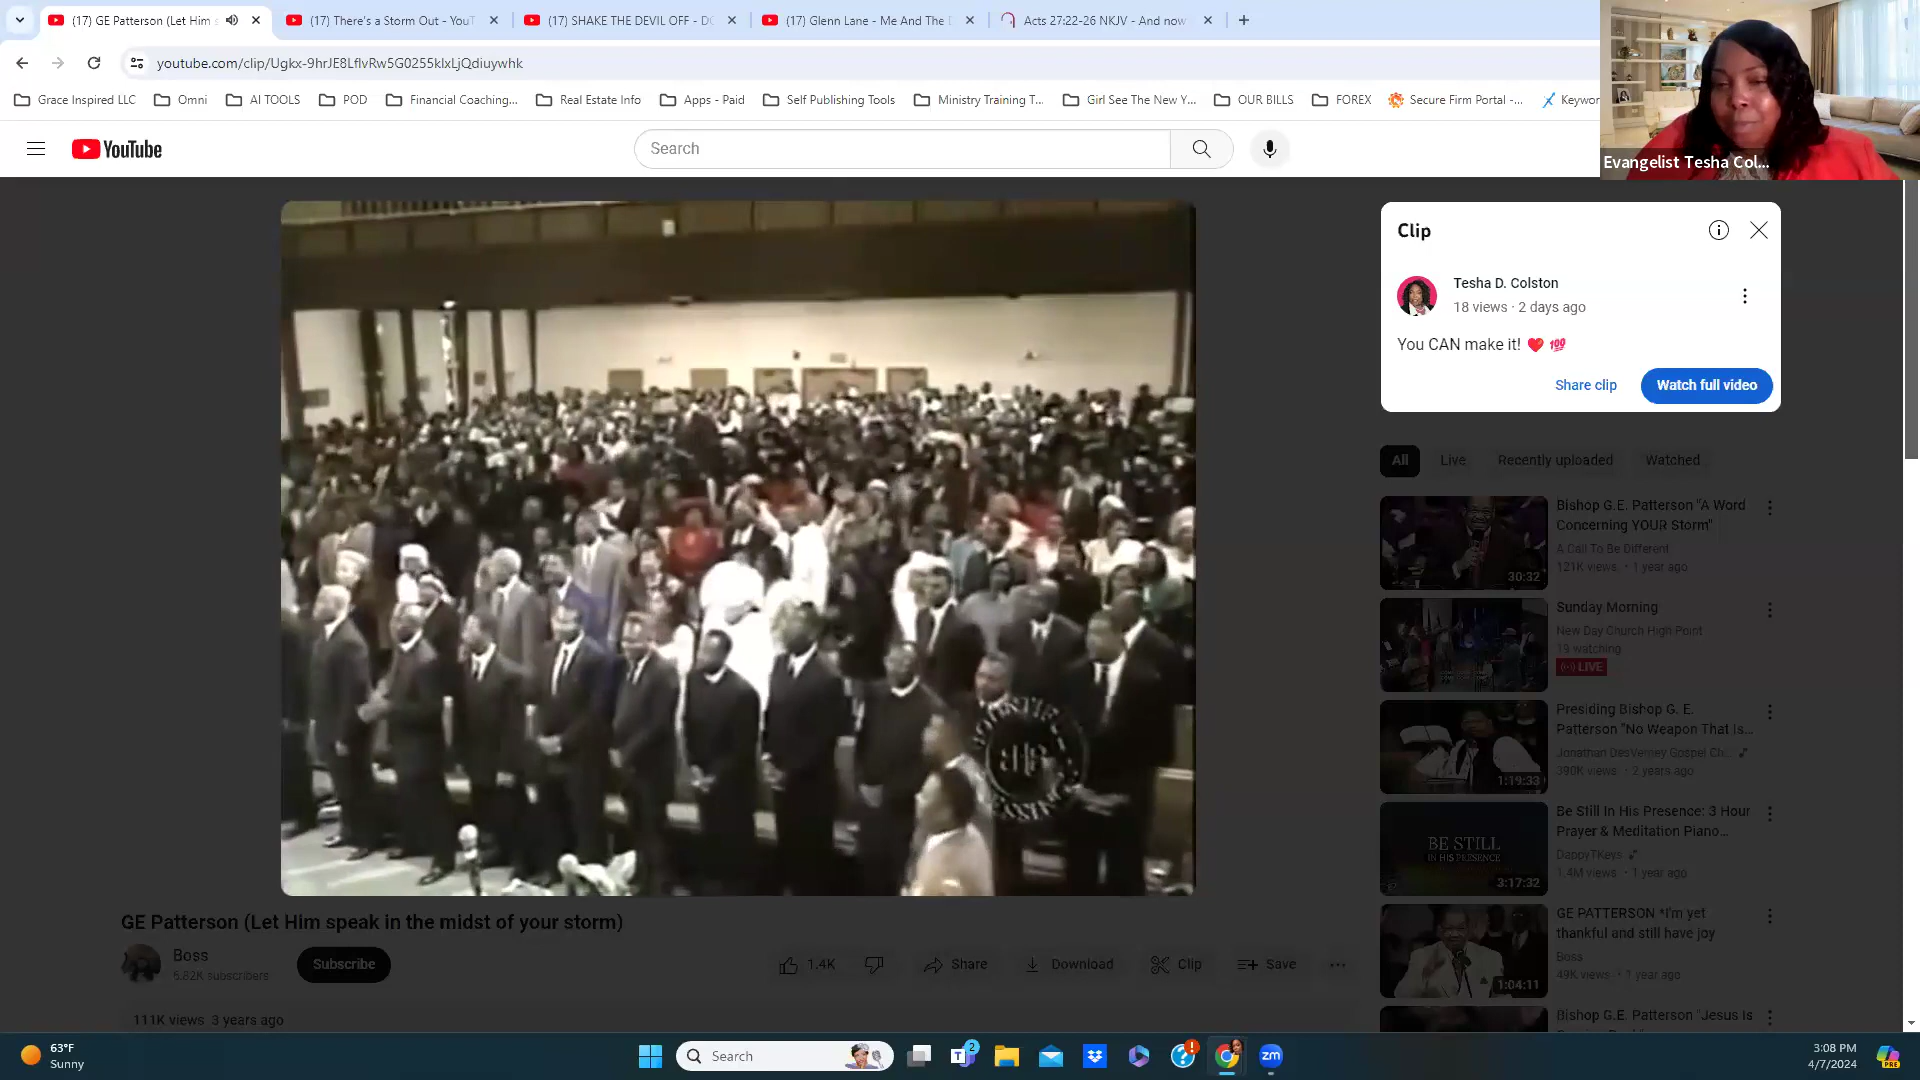 (17) GE Patterson (Let Him s
(17) There's a Storm Out - YouT
(17) SHAKE THE DEVIL OFF - DO
(17) Glenn Lane - Me And The D
Acts 27:22-26 NKJV - And now
youtube.com/clip/Ugkx-9hrJE8LflvRw5G0255klxLjQdiuywhk
Grace Inspired LLC
Omni
AI TOOLS
POD
Financial Coaching...
Real Estate Info
Apps - Paid
Self Publishing Tools
Ministry Training T...
Girl See The New Y...
OUR BILLS
FOREX
Secure Firm Portal -...
Keywor
Evangelist Tesha Col...
YouTube
Search
Clip
Tesha D. Colston
18 views · 2 days ago
You CAN make it! ❤️ 💯
Share clip
Watch full video
All
Live
Recently uploaded
Watched
Bishop G.E. Patterson "A Word
Concerning YOUR Storm"
A Call To Be Different
121K views • 1 year ago
30:32
Sunday Morning
New Day Church High Point
19 watching
LIVE
Presiding Bishop G. E.
Patterson "No Weapon That Is...
Jonathan DesVerney Gospel Ch...
390K views • 2 years ago
1:19:33
Be Still In His Presence: 3 Hour
Prayer & Meditation Piano...
DappyTKeys
1.4M views • 1 year ago
BE STILL
IN HIS PRESENCE
3:17:32
GE PATTERSON *I'm yet
thankful and still have joy
Boss
49K views • 1 year ago
1:04:11
Bishop G.E. Patterson "Jesus Is
GE Patterson (Let Him speak in the midst of your storm)
Boss
5.82K subscribers
Subscribe
1.4K
Share
Download
Clip
Save
111K views 3 years ago
63°F
Sunny
Search
2
zm
3:08 PM
4/7/2024
PRE